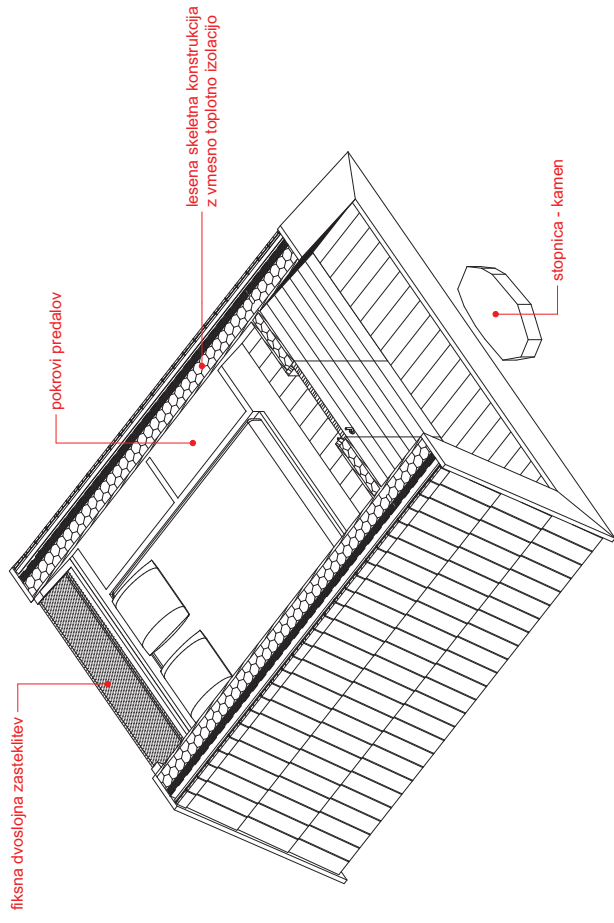 fiksna dvoslojna zasteklitev
pokrovi predalov
lesena skeletna konstrukcija
z vmesno toplotno izolacijo
stopnica - kamen